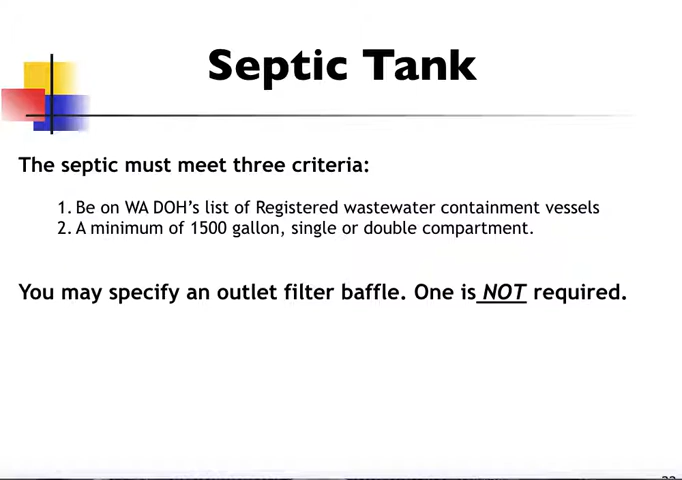 Septic Tank
The septic must meet three criteria:
1. Be on WA DOH’s list of Registered wastewater containment vessels
2. A minimum of 1500 gallon, single or double compartment.
You may specify an outlet filter baffle. One is NOT required.